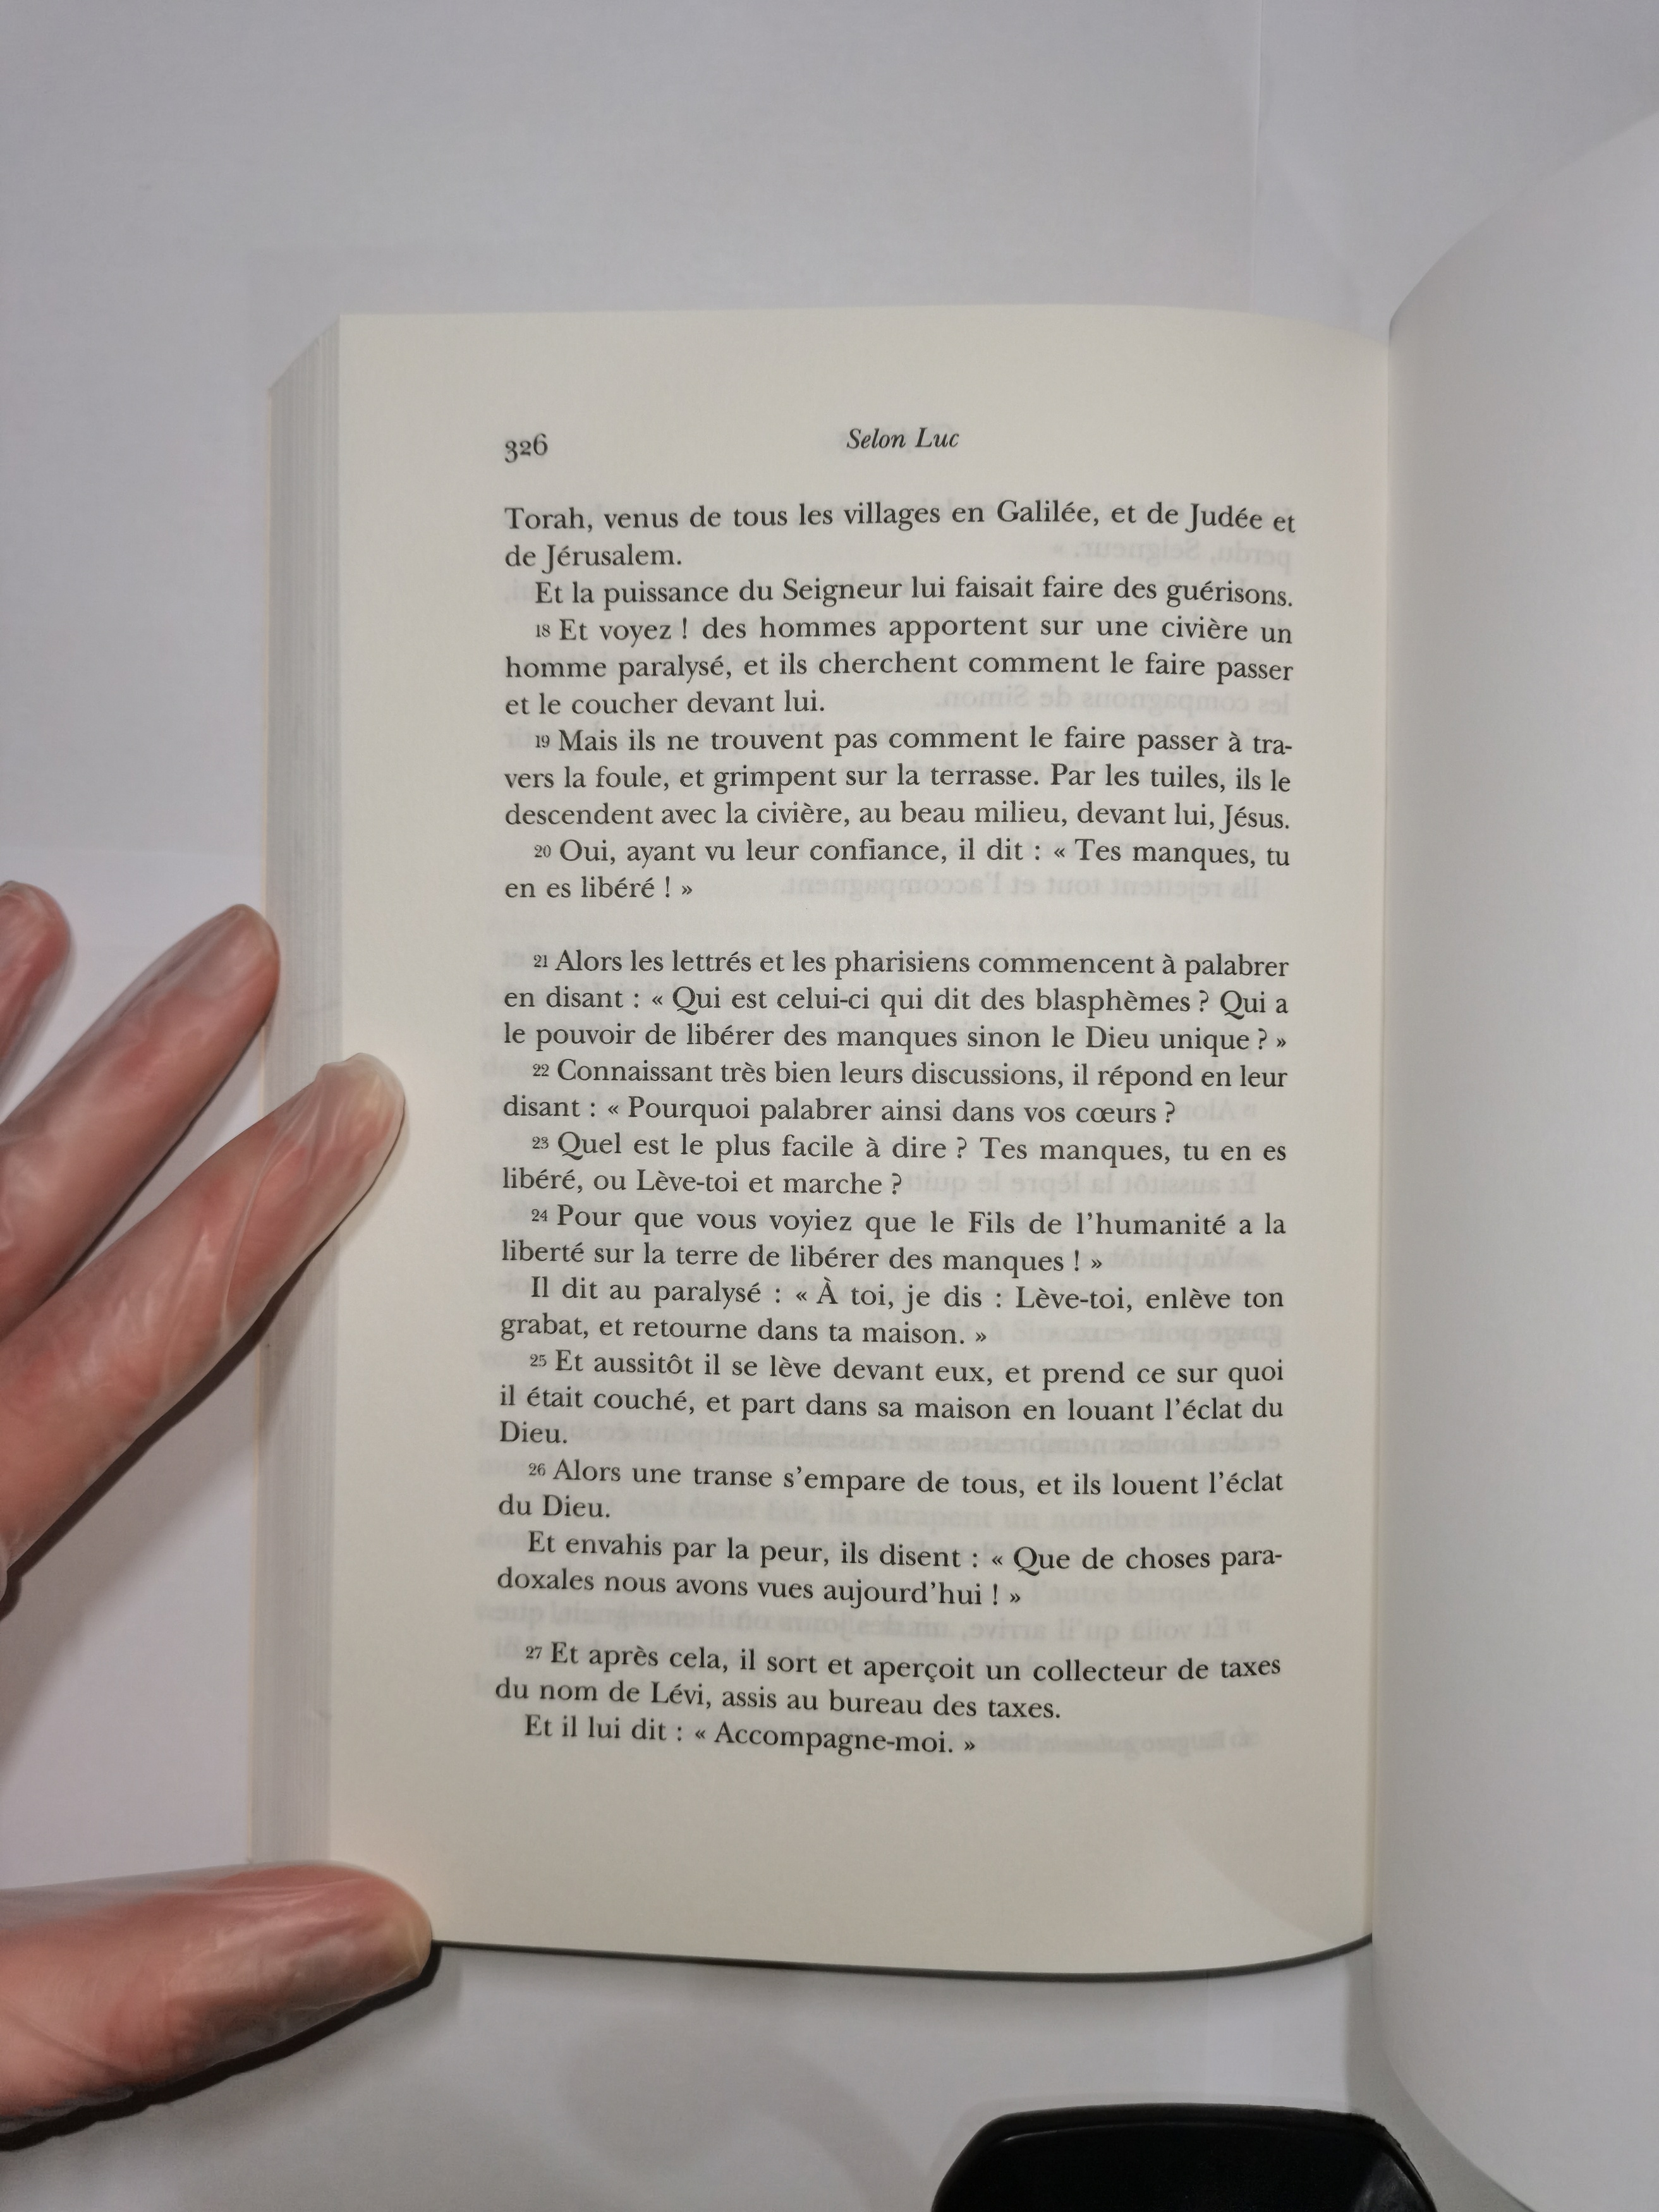 326
Selon Luc
Torah, venus de tous les villages en Galilée, et de Judée et
de Jérusalem.
Et la puissance du Seigneur lui faisait faire des guérisons.
18 Et voyez ! des hommes apportent sur une civière un
homme paralysé, et ils cherchent comment le faire passer
et le coucher devant lui.
19 Mais ils ne trouvent pas comment le faire passer à tra-
vers la foule, et grimpent sur la terrasse. Par les tuiles, ils le
descendent avec la civière, au beau milieu, devant lui, Jésus.
20 Oui, ayant vu leur confiance, il dit : « Tes manques, tu
en es libéré ! »
21 Alors les lettrés et les pharisiens commencent à palabrer
en disant : « Qui est celui-ci qui dit des blasphèmes ? Qui a
le pouvoir de libérer des manques sinon le Dieu unique ? »
22 Connaissant très bien leurs discussions, il répond en leur
disant : « Pourquoi palabrer ainsi dans vos cœurs ?
23 Quel est le plus facile à dire ? Tes manques, tu en es
libéré, ou Lève-toi et marche ?
24 Pour que vous voyiez que le Fils de l'humanité a la
liberté sur la terre de libérer des manques ! »
Il dit au paralysé : « À toi, je dis : Lève-toi, enlève ton
grabat, et retourne dans ta maison. »
25 Et aussitôt il se lève devant eux, et prend ce sur quoi
il était couché, et part dans sa maison en louant l'éclat du
Dieu.
26 Alors une transe s'empare de tous, et ils louent l'éclat
du Dieu.
Et envahis par la peur, ils disent : « Que de choses para-
doxales nous avons vues aujourd'hui ! »
27 Et après cela, il sort et aperçoit un collecteur de taxes
du nom de Lévi, assis au bureau des taxes.
Et il lui dit : « Accompagne-moi. »